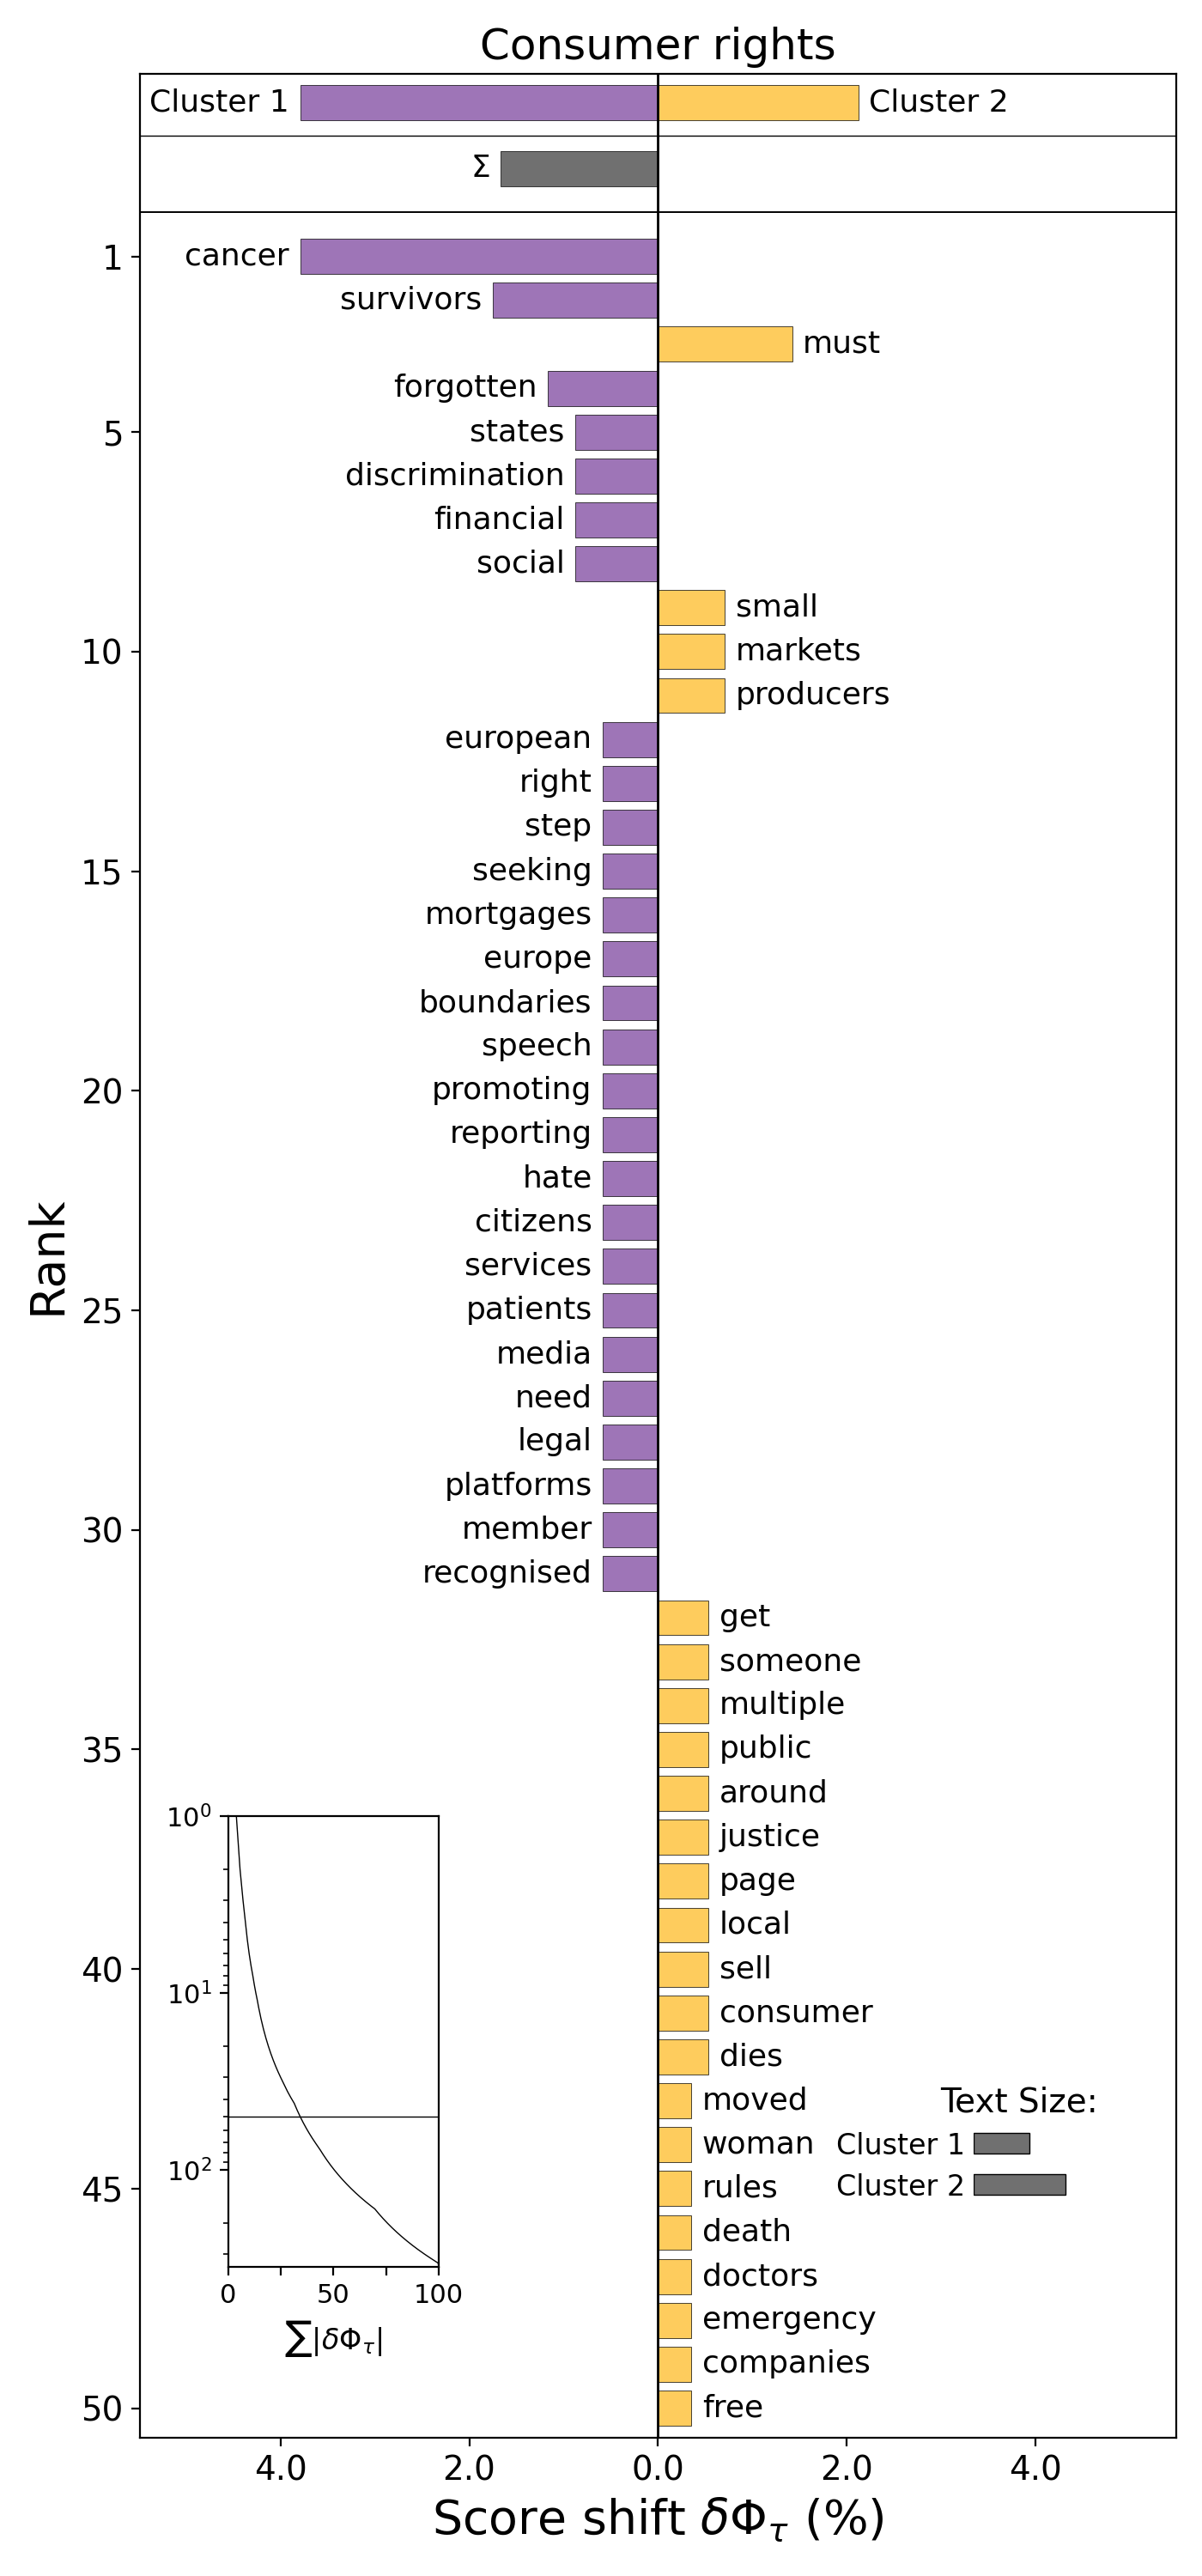 Consumer rights
Cluster 1
Cluster 2
Σ
1
cancer
survivors
must
forgotten
5
states
discrimination
financial
social
small
10
markets
producers
european
right
step
15
seeking
mortgages
europe
boundaries
speech
20
promoting
reporting
hate
citizens
services
25
patients
media
need
legal
platforms
30
member
recognised
get
someone
multiple
35
public
around
justice
page
local
40
sell
consumer
dies
moved
woman
45
rules
death
doctors
emergency
companies
50
free
Rank
10⁰
10¹
10²
0 50 100
∑|δΦ_τ|
Text Size:
Cluster 1
Cluster 2
4.0 2.0 0.0 2.0 4.0
Score shift δΦ_τ (%)